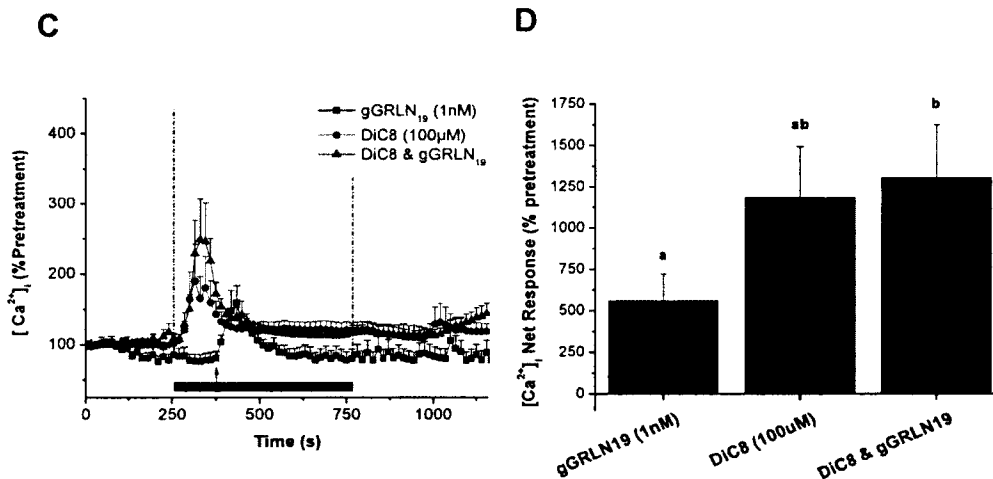 C
D
gGRLN19 (1nM)
DiC8 (100µM)
DiC8 & gGRLN19
400
300
200
100
[ Ca2+]i (%Pretreatment)
0
250
500
750
1000
Time (s)
1750
1500
1250
1000
750
500
250
0
[Ca2+]i Net Response (% pretreatment)
a
ab
b
gGRLN19 (1nM)
DiC8 (100uM)
DiC8 & gGRLN19